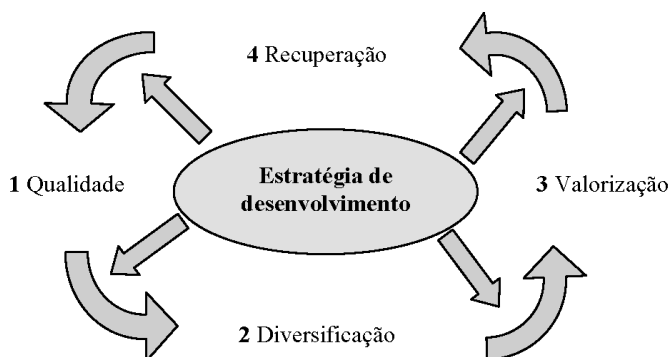 4 Recuperação
1 Qualidade
Estratégia de
desenvolvimento
3 Valorização
2 Diversificação